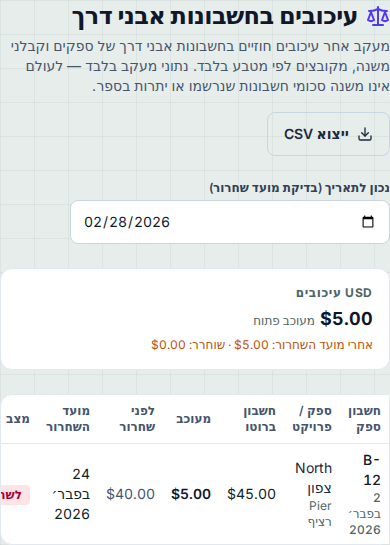 עיכובים בחשבונות אבני דרך
מעקב אחר עיכובים חוזיים בחשבונות אבני דרך של ספקים וקבלני
משנה, מקובצים לפי מטבע בלבד. נתוני מעקב בלבד — לעולם
אינו משנה סכומי חשבונות שנרשמו או יתרות בספר.
ייצוא CSV
נכון לתאריך (בדיקת מועד שחרור)
02/28/2026
עיכובים USD
$5.00 מעוכב פתוח
אחרי מועד השחרור: $5.00 · שוחרר: $0.00
חשבון ספק
ספק / פרויקט
חשבון ברוטו
מעוכב
לפני שחרור
מועד השחרור
מצב
B-12
2 בפבר׳ 2026
North צפון
Pier רציף
$45.00
$5.00
$40.00
24 בפבר׳ 2026